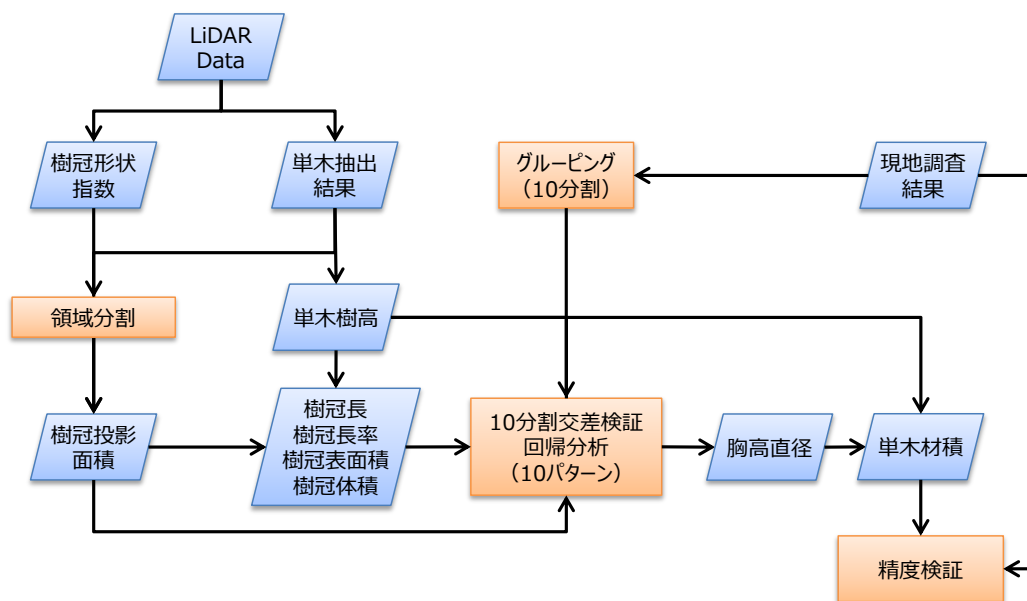 LiDAR
Data
樹冠形状
指数
単木抽出
結果
グルーピング
（10分割）
現地調査
結果
領域分割
単木樹高
樹冠投影
面積
樹冠長
樹冠長率
樹冠表面積
樹冠体積
10分割交差検証
回帰分析
（10パターン）
胸高直径
単木材積
精度検証